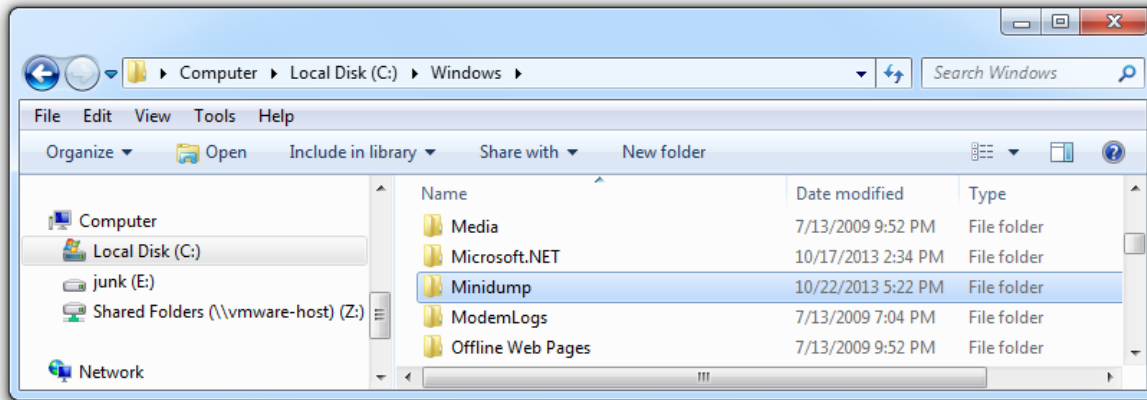 Computer ▸ Local Disk (C:) ▸ Windows ▸ Search Windows
File Edit View Tools Help
Organize Open Include in library Share with New folder
Name Date modified Type
Computer
Local Disk (C:)
junk (E:)
Shared Folders (\\vmware-host) (Z:)
Network
Media 7/13/2009 9:52 PM File folder
Microsoft.NET 10/17/2013 2:34 PM File folder
Minidump 10/22/2013 5:22 PM File folder
ModemLogs 7/13/2009 7:04 PM File folder
Offline Web Pages 7/13/2009 9:52 PM File folder